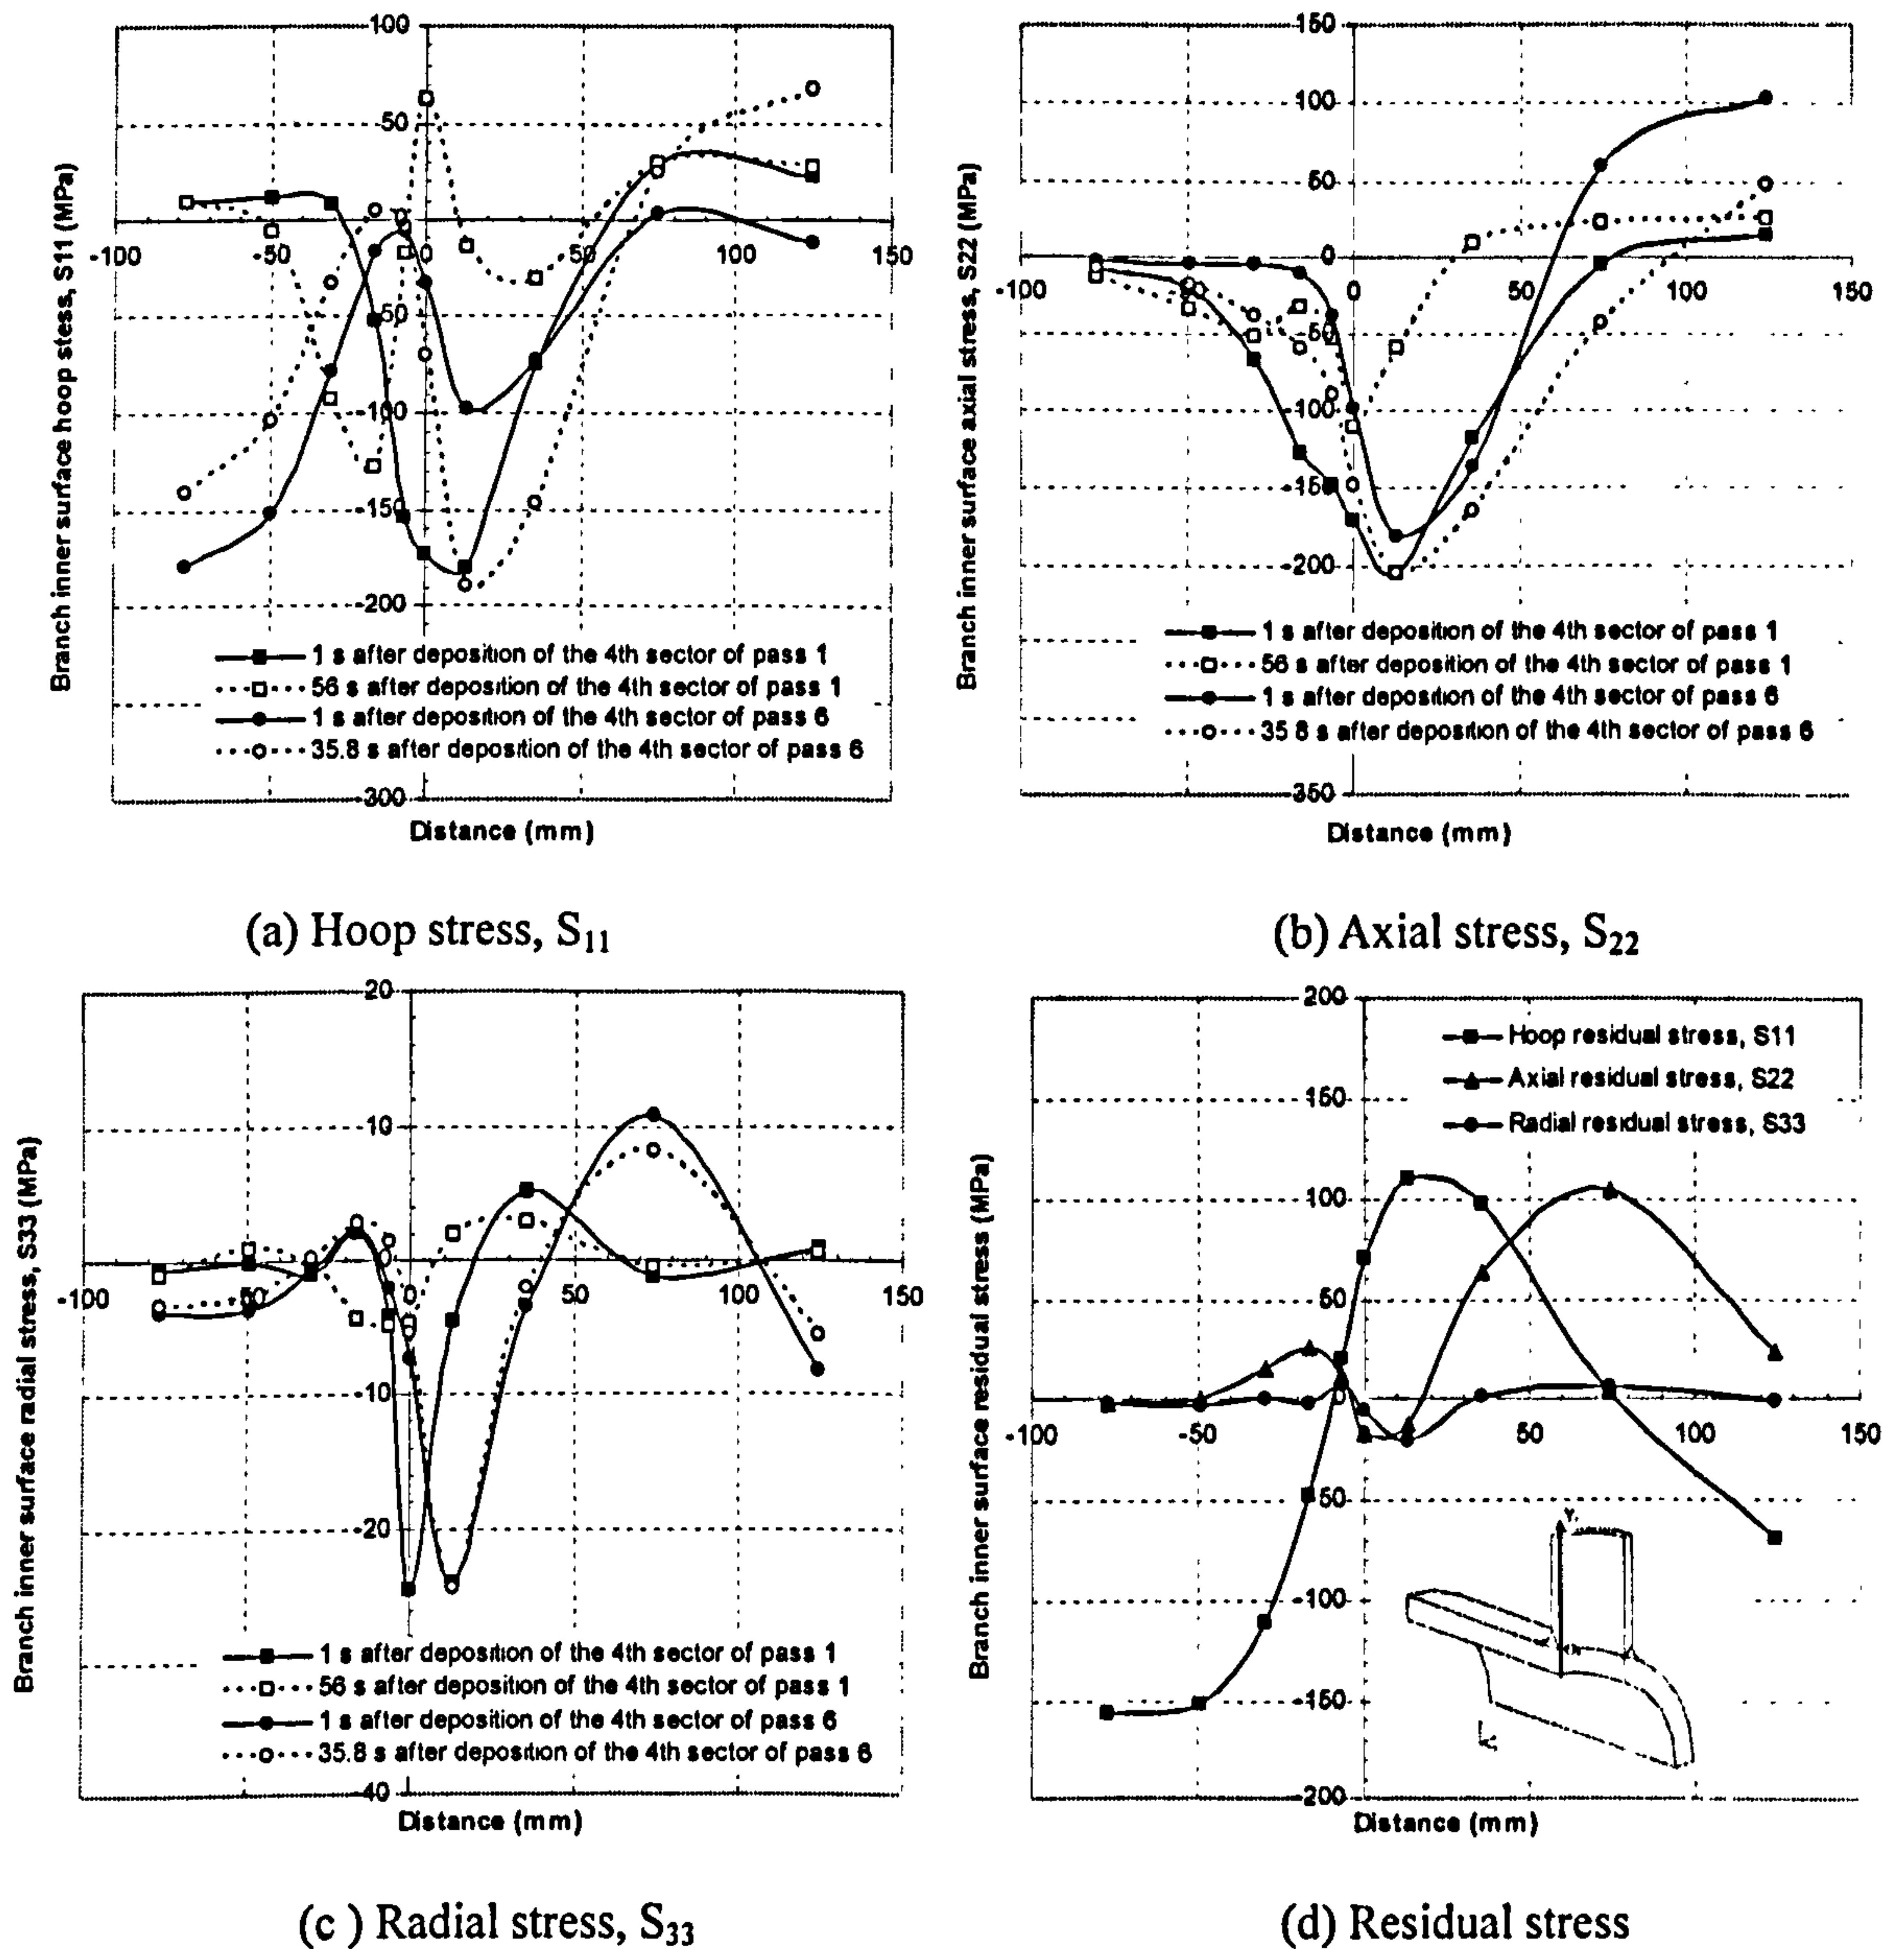 100
50
-100
-50
0
50
100
150
-50
-100
-150
-200
300
Branch inner surface hoop stess, S11 (MPa)
1 s after deposition of the 4th sector of pass 1
56 s after deposition of the 4th sector of pass 1
1 s after deposition of the 4th sector of pass 6
35.8 s after deposition of the 4th sector of pass 6
Distance (mm)
(a) Hoop stress, S11
150
100
50
0
-100
-50
0
50
100
150
-50
-100
-150
-200
350
Branch inner surface axial stress, S22 (MPa)
1 s after deposition of the 4th sector of pass 1
56 s after deposition of the 4th sector of pass 1
1 s after deposition of the 4th sector of pass 6
35 8 s after deposition of the 4th sector of pass 6
Distance (mm)
(b) Axial stress, S22
20
10
0
-100
50
0
50
100
150
-10
-20
40
Branch inner surface radial stress, S33 (MPa)
1 s after deposition of the 4th sector of pass 1
56 s after deposition of the 4th sector of pass 1
1 s after deposition of the 4th sector of pass 6
35.8 s after deposition of the 4th sector of pass 6
Distance (mm)
(c ) Radial stress, S33
200
150
100
50
0
-100
-50
50
100
150
50
-100
-150
-200
Branch inner surface residual stress (MPa)
Hoop residual stress, S11
Axial residual stress, S22
Radial residual stress, S33
Y
Distance (mm)
(d) Residual stress